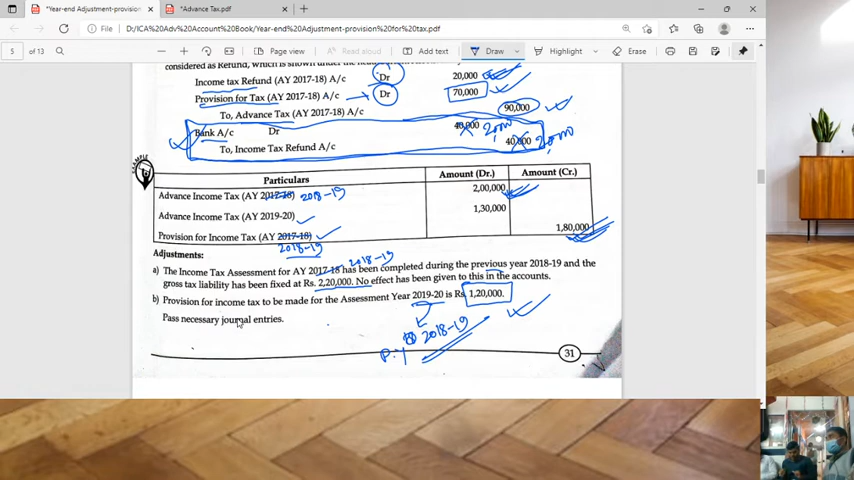 *Year-end Adjustment-provision
*Advance Tax.pdf
File
D:/ICA%20Adv%20Account%20Book/Year-end%20Adjustment-provision%20for%20tax.pdf
5 of 13
Page view
Read aloud
Add text
Draw
Highlight
Erase
Income tax Refund (AY 2017-18) A/c Dr 20,000
Provision for Tax (AY 2017-18) A/c Dr 70,000
To, Advance Tax (AY 2017-18) A/c 90,000
Bank A/c Dr 40,000 20,000
To, Income Tax Refund A/c 40,000 20,000
EXAMPLE
Particulars Amount (Dr.) Amount (Cr.)
Advance Income Tax (AY 2017-18) 2018-19 2,00,000
Advance Income Tax (AY 2019-20) 1,30,000
Provision for Income Tax (AY 2017-18) 1,80,000
2018-19
Adjustments: 2018-19
a) The Income Tax Assessment for AY 2017-18 has been completed during the previous year 2018-19 and the
gross tax liability has been fixed at Rs. 2,20,000. No effect has been given to this in the accounts.
b) Provision for income tax to be made for the Assessment Year 2019-20 is Rs. 1,20,000.
Pass necessary journal entries.
2018-19
P.Y
31